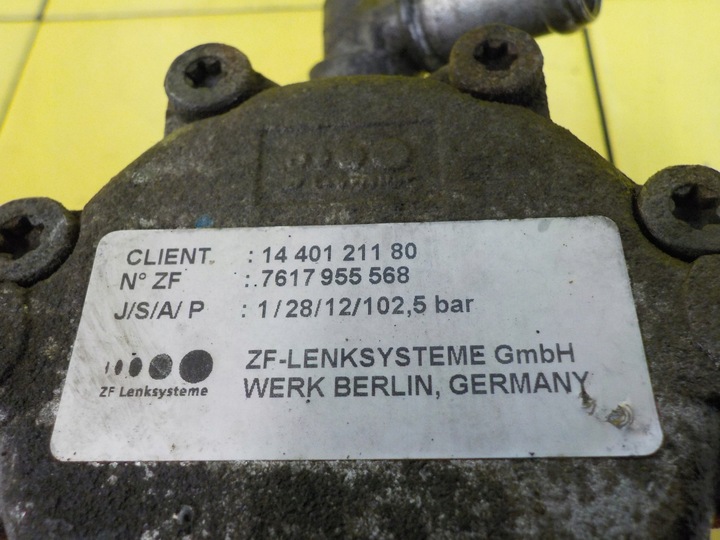 CLIENT : 14 401 211 80
N° ZF : 7617 955 568
J/S/A/ P : 1/28/12/102,5 bar
ZF Lenksysteme
ZF-LENKSYSTEME GmbH
WERK BERLIN, GERMANY